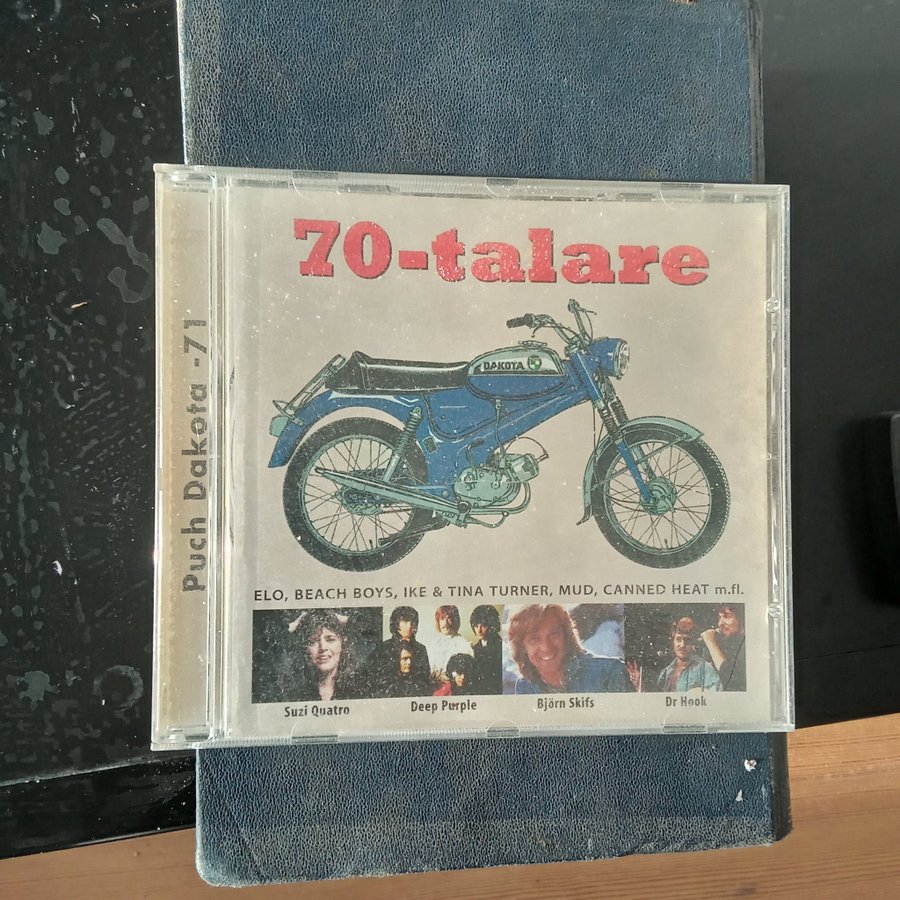 70-talare
Puch Dakota -71
DAKOTA
ELO, BEACH BOYS, IKE & TINA TURNER, MUD, CANNED HEAT m.fl.
Suzi Quatro
Deep Purple
Björn Skifs
Dr Hook